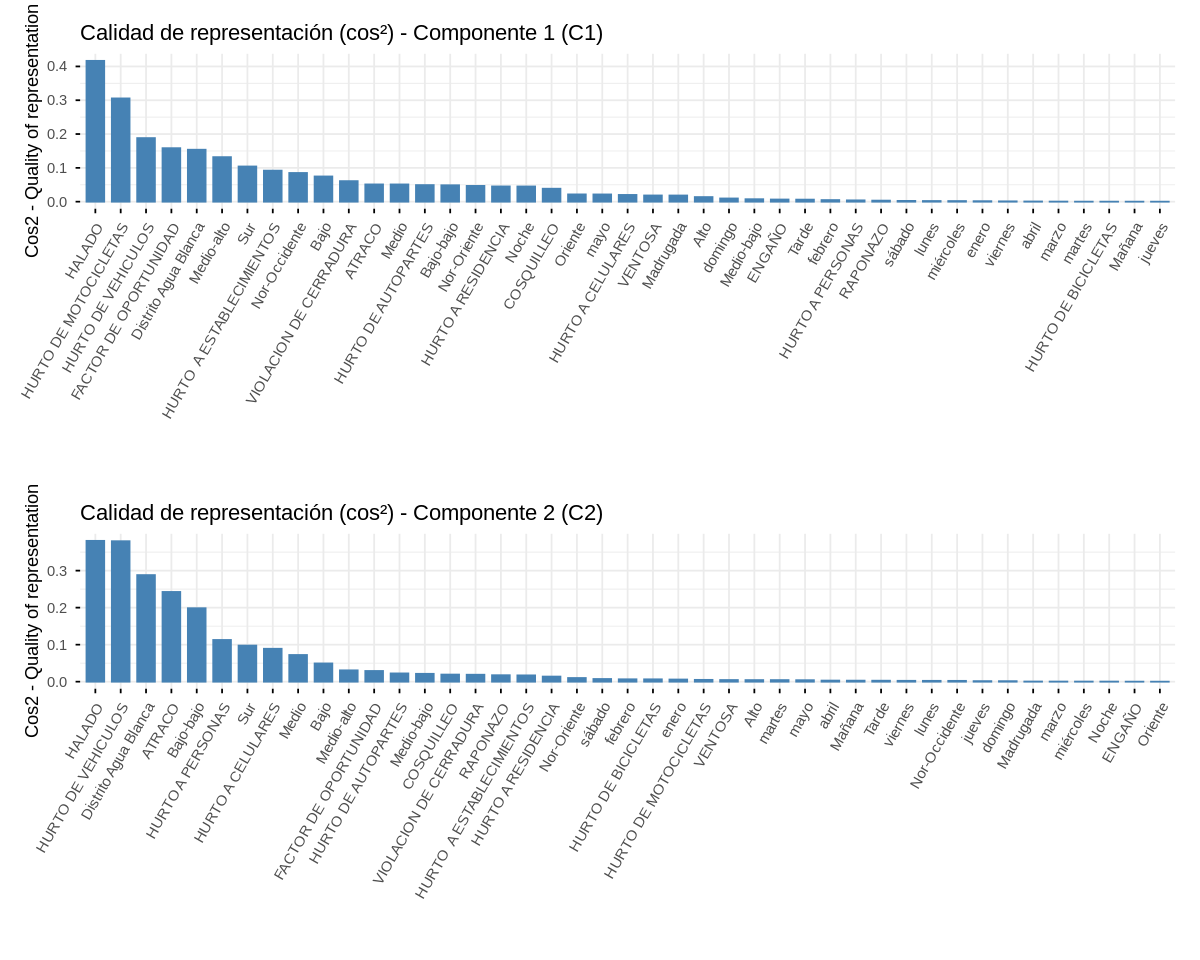 Calidad de representación (cos²) - Componente 1 (C1)
Cos2 - Quality of representation
0.4
0.3
0.2
0.1
0.0
HALADO
HURTO DE MOTOCICLETAS
HURTO DE VEHICULOS
FACTOR DE OPORTUNIDAD
Distrito Agua Blanca
Medio-alto
Sur
HURTO  A ESTABLECIMIENTOS
Nor-Occidente
Bajo
VIOLACION DE CERRADURA
ATRACO
Medio
HURTO DE AUTOPARTES
Bajo-bajo
Nor-Oriente
HURTO A RESIDENCIA
Noche
COSQUILLEO
Oriente
mayo
HURTO A CELULARES
VENTOSA
Madrugada
Alto
domingo
Medio-bajo
ENGAÑO
Tarde
febrero
HURTO A PERSONAS
RAPONAZO
sábado
lunes
miércoles
enero
viernes
abril
marzo
martes
HURTO DE BICICLETAS
Mañana
jueves
Calidad de representación (cos²) - Componente 2 (C2)
Cos2 - Quality of representation
0.3
0.2
0.1
0.0
HALADO
HURTO DE VEHICULOS
Distrito Agua Blanca
ATRACO
Bajo-bajo
HURTO A PERSONAS
Sur
HURTO A CELULARES
Medio
Bajo
Medio-alto
FACTOR DE OPORTUNIDAD
HURTO DE AUTOPARTES
Medio-bajo
COSQUILLEO
VIOLACION DE CERRADURA
RAPONAZO
HURTO  A ESTABLECIMIENTOS
HURTO A RESIDENCIA
Nor-Oriente
sábado
febrero
HURTO DE BICICLETAS
enero
HURTO DE MOTOCICLETAS
VENTOSA
Alto
martes
mayo
abril
Mañana
Tarde
viernes
lunes
Nor-Occidente
jueves
domingo
Madrugada
marzo
miércoles
Noche
ENGAÑO
Oriente